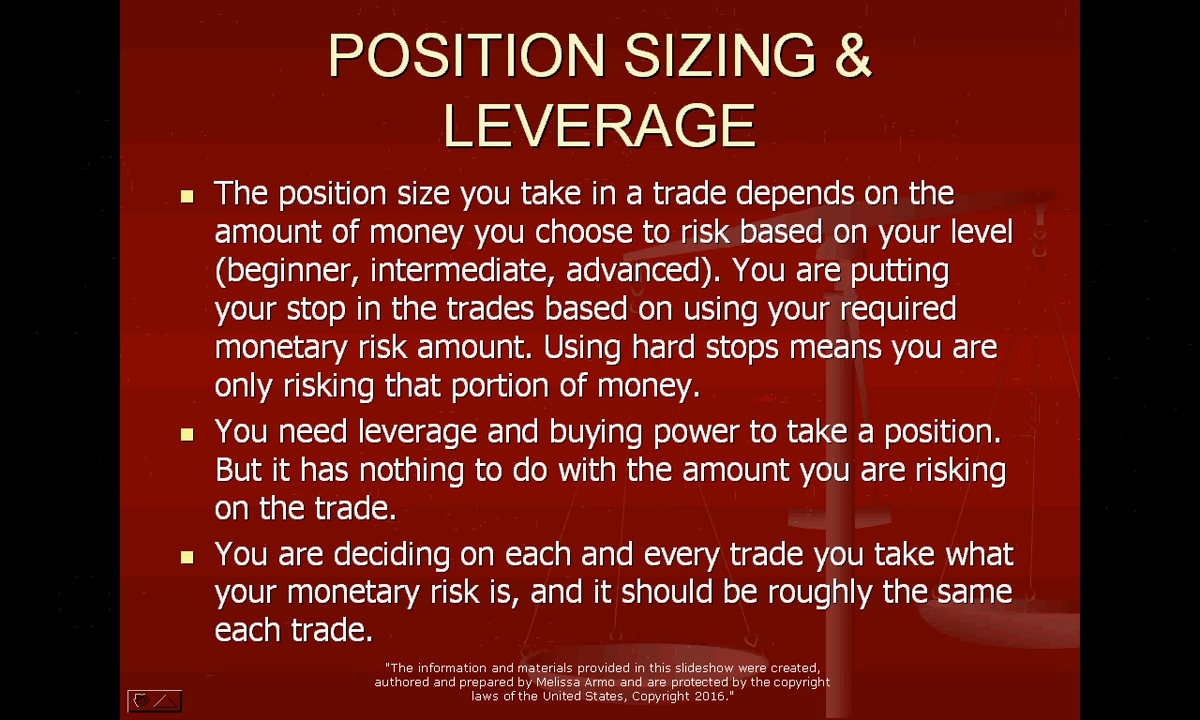 POSITION SIZING &
LEVERAGE
The position size you take in a trade depends on the
amount of money you choose to risk based on your level
(beginner, intermediate, advanced). You are putting
your stop in the trades based on using your required
monetary risk amount. Using hard stops means you are
only risking that portion of money.
You need leverage and buying power to take a position.
But it has nothing to do with the amount you are risking
on the trade.
You are deciding on each and every trade you take what
your monetary risk is, and it should be roughly the same
each trade.
"The information and materials provided in this slideshow were created,
authored and prepared by Melissa Armo and are protected by the copyright
laws of the United States, Copyright 2016."